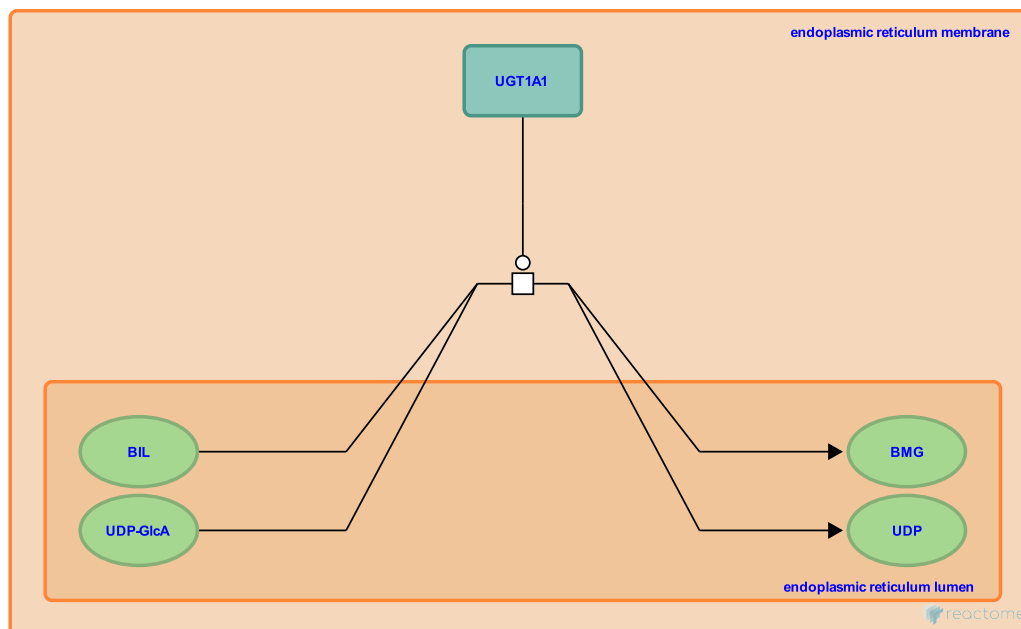 endoplasmic reticulum membrane
UGT1A1
BIL
BMG
UDP-GlcA
UDP
endoplasmic reticulum lumen
reactome